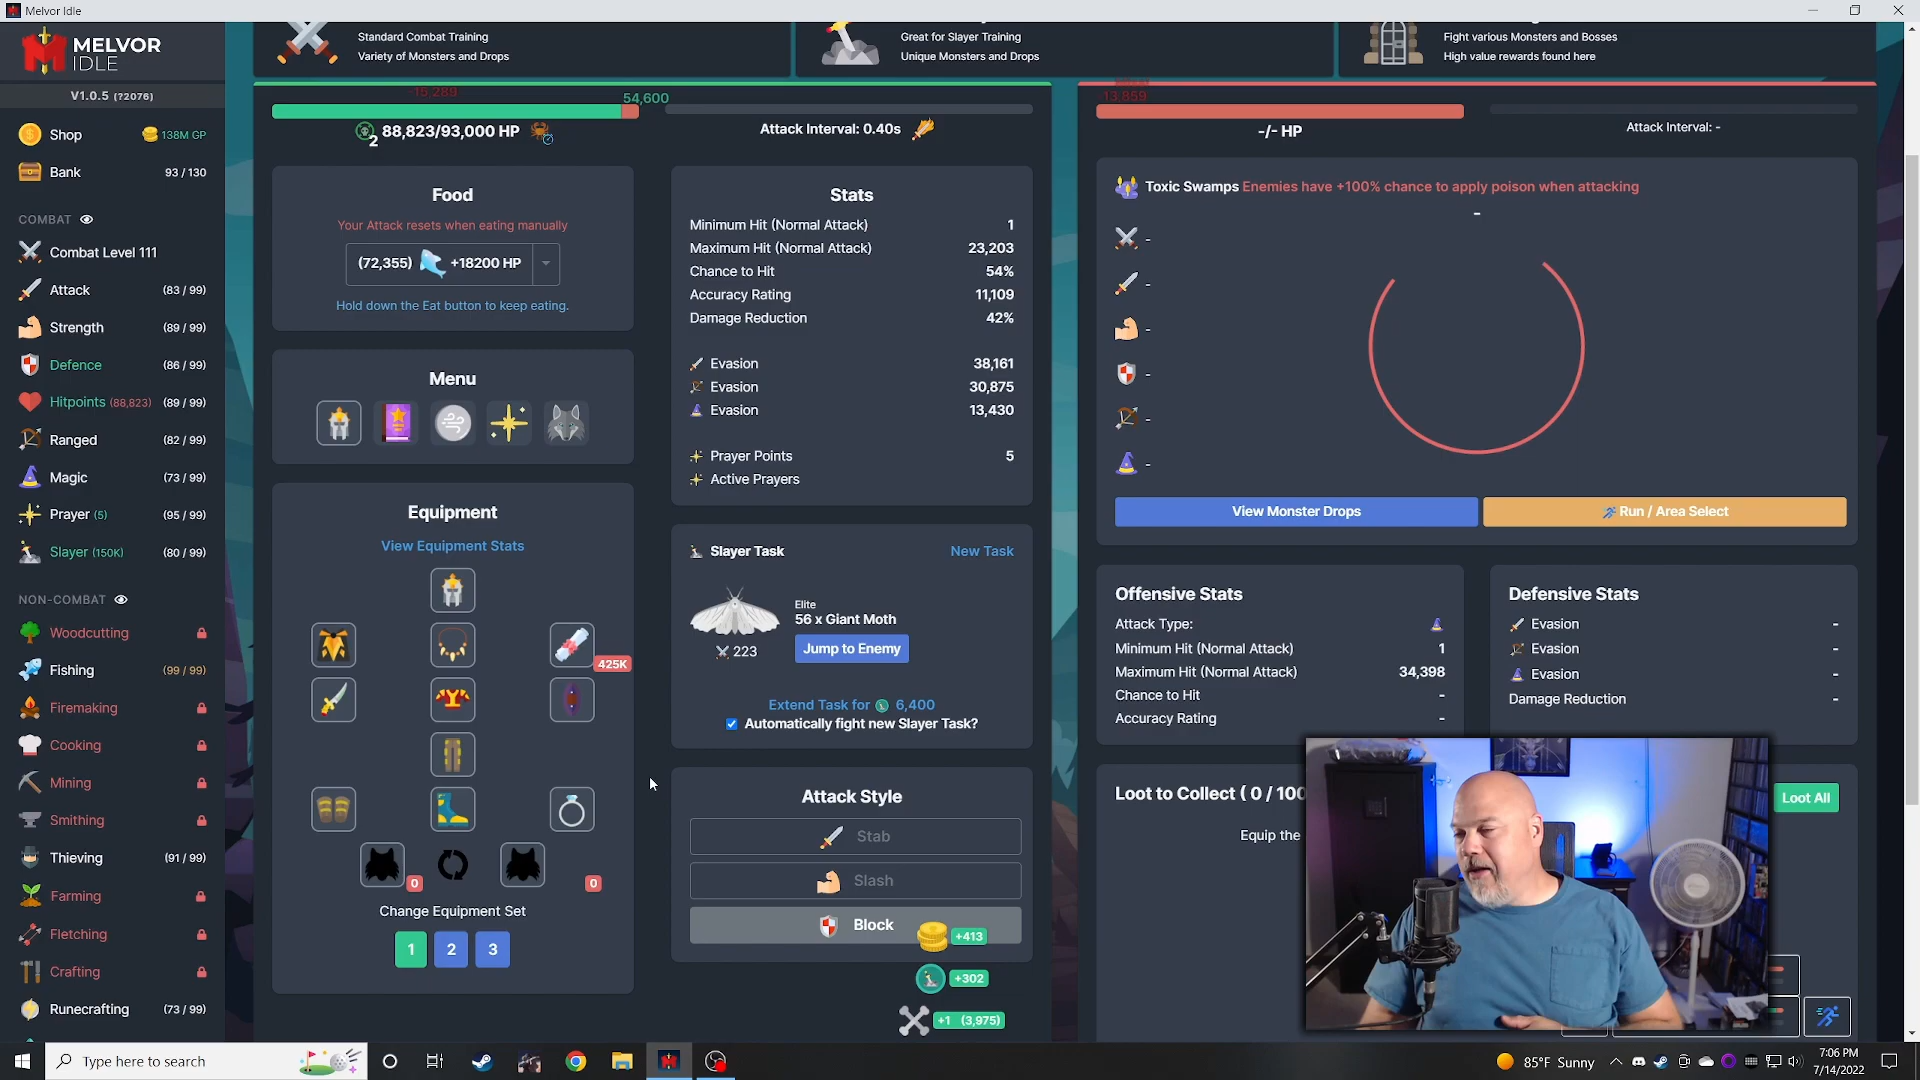 Melvor Idle
MELVOR
IDLE
V1.0.5 (?2076)
Shop
138M GP
Bank
93 / 130
COMBAT
Combat Level 111
Attack
(83 / 99)
Strength
(89 / 99)
Defence
(86 / 99)
Hitpoints (88,823)
(89 / 99)
Ranged
(82 / 99)
Magic
(73 / 99)
Prayer (5)
(95 / 99)
Slayer (150K)
(80 / 99)
NON-COMBAT
Woodcutting
Fishing
(99 / 99)
Firemaking
Cooking
Mining
Smithing
Thieving
(91 / 99)
Farming
Fletching
Crafting
Runecrafting
(73 / 99)
Standard Combat Training
Variety of Monsters and Drops
Great for Slayer Training
Unique Monsters and Drops
Fight various Monsters and Bosses
High value rewards found here
-15,289
54,600
2
88,823/93,000 HP
Attack Interval: 0.40s
Food
Your Attack resets when eating manually
(72,355)
+18200 HP
Hold down the Eat button to keep eating.
Menu
Equipment
View Equipment Stats
425K
0
0
Change Equipment Set
1
2
3
Stats
Minimum Hit (Normal Attack)
1
Maximum Hit (Normal Attack)
23,203
Chance to Hit
54%
Accuracy Rating
11,109
Damage Reduction
42%
Evasion
38,161
Evasion
30,875
Evasion
13,430
Prayer Points
5
Active Prayers
Slayer Task
New Task
Elite
56 x Giant Moth
223
Jump to Enemy
Extend Task for 6,400
Automatically fight new Slayer Task?
Attack Style
Stab
Slash
Block
+413
+302
+1 (3,975)
-13,859
-/- HP
Attack Interval: -
Toxic Swamps Enemies have +100% chance to apply poison when attacking
-
-
-
-
-
-
-
View Monster Drops
Run / Area Select
Offensive Stats
Attack Type:
Minimum Hit (Normal Attack)
1
Maximum Hit (Normal Attack)
34,398
Chance to Hit
-
Accuracy Rating
-
Defensive Stats
Evasion
-
Evasion
-
Evasion
-
Damage Reduction
-
Loot to Collect ( 0 / 100
Loot All
Equip the
Type here to search
85°F Sunny
7:06 PM
7/14/2022